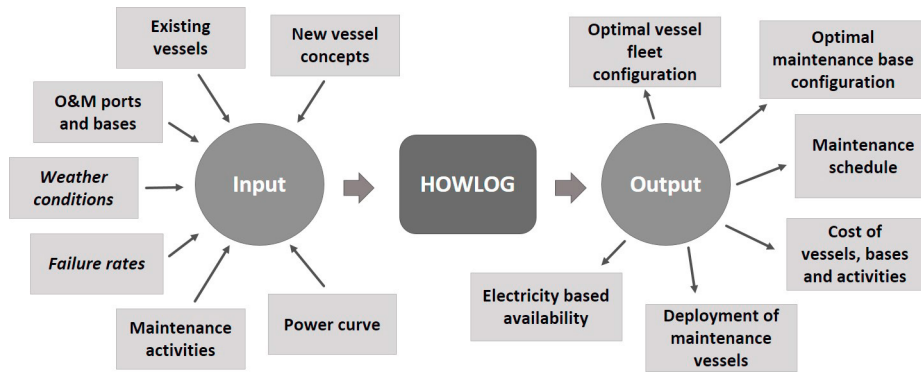 Existing
vessels
New vessel
concepts
O&M ports
and bases
Weather
conditions
Failure rates
Maintenance
activities
Power curve
Input
HOWLOG
Output
Optimal vessel
fleet
configuration
Optimal
maintenance base
configuration
Maintenance
schedule
Cost of
vessels, bases
and activities
Deployment of
maintenance
vessels
Electricity based
availability